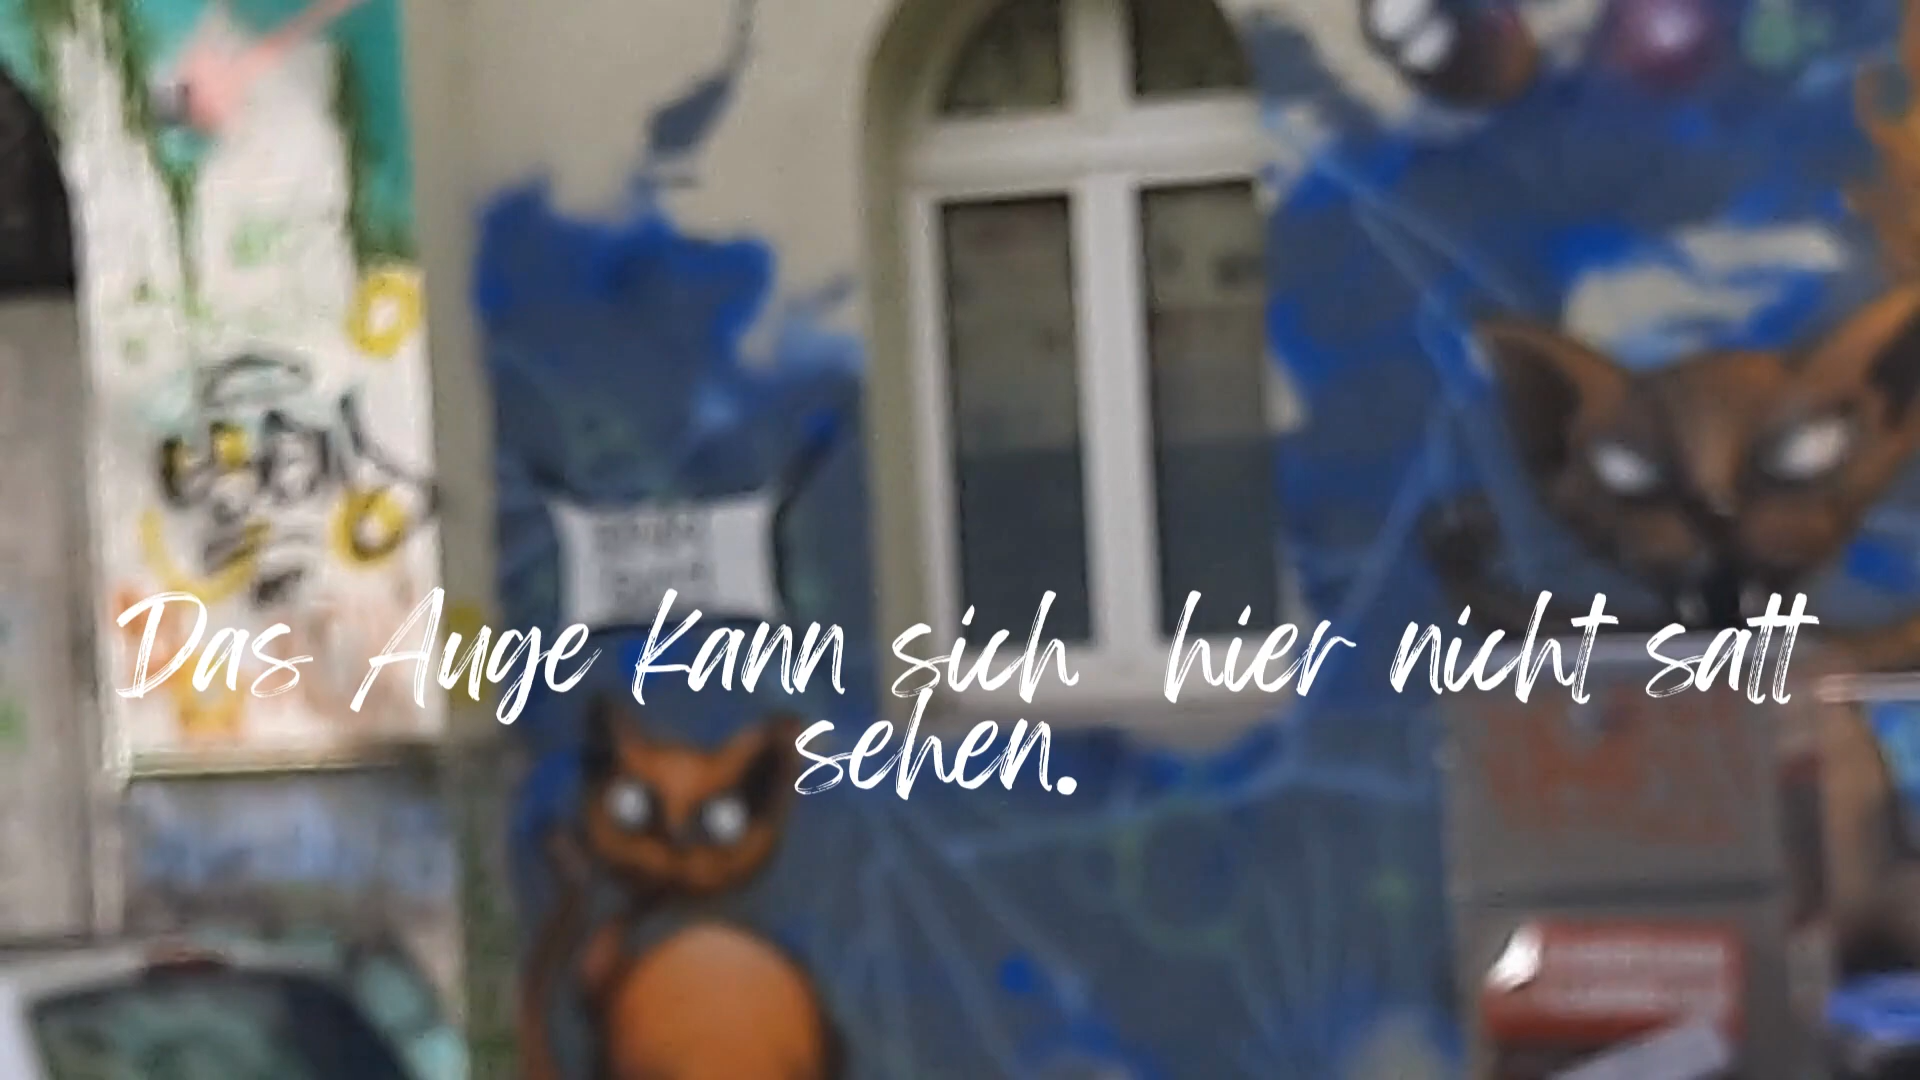 Das Auge kann sich hier nicht satt
sehen.